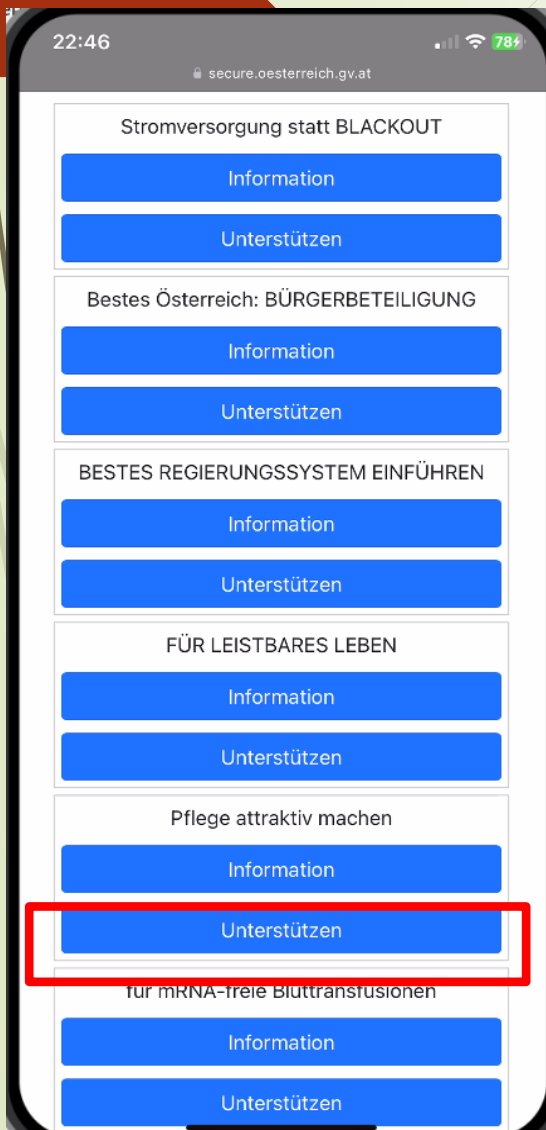 22:46
78
secure.oesterreich.gv.at
Stromversorgung statt BLACKOUT
Information
Unterstützen
Bestes Österreich: BÜRGERBETEILIGUNG
Information
Unterstützen
BESTES REGIERUNGSSYSTEM EINFÜHREN
Information
Unterstützen
FÜR LEISTBARES LEBEN
Information
Unterstützen
Pflege attraktiv machen
Information
Unterstützen
für mRNA-freie Bluttransfusionen
Information
Unterstützen